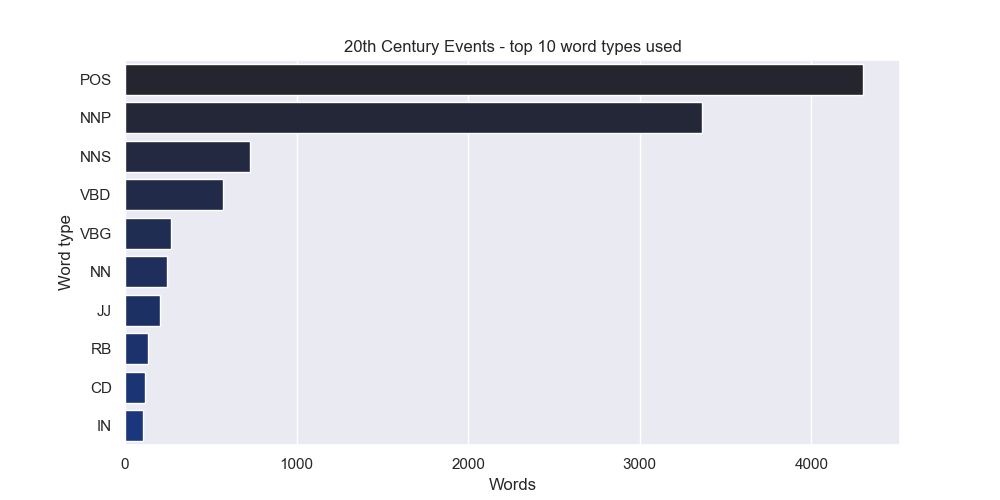 20th Century Events - top 10 word types used
Word type
POS
NNP
NNS
VBD
VBG
NN
JJ
RB
CD
IN
0 1000 2000 3000 4000
Words